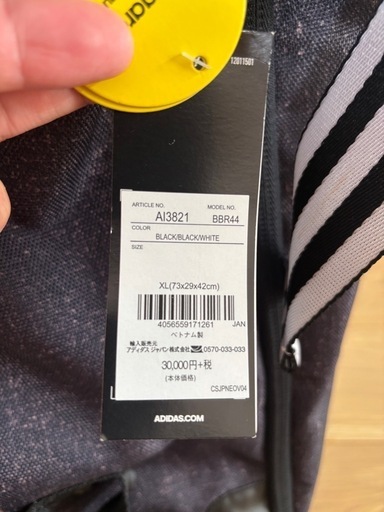 12011501
ARTICLE NO.
MODEL NO.
AI3821
BBR44
COLOR
BLACK/BLACK/WHITE
SIZE
XL(73x29x42cm)
4056559171261
JAN
ベトナム製
輸入販売元
アディダス ジャパン株式会社
0570-033-033
30,000円+税
(本体価格)
CSJPNEOV04
ADIDAS.COM